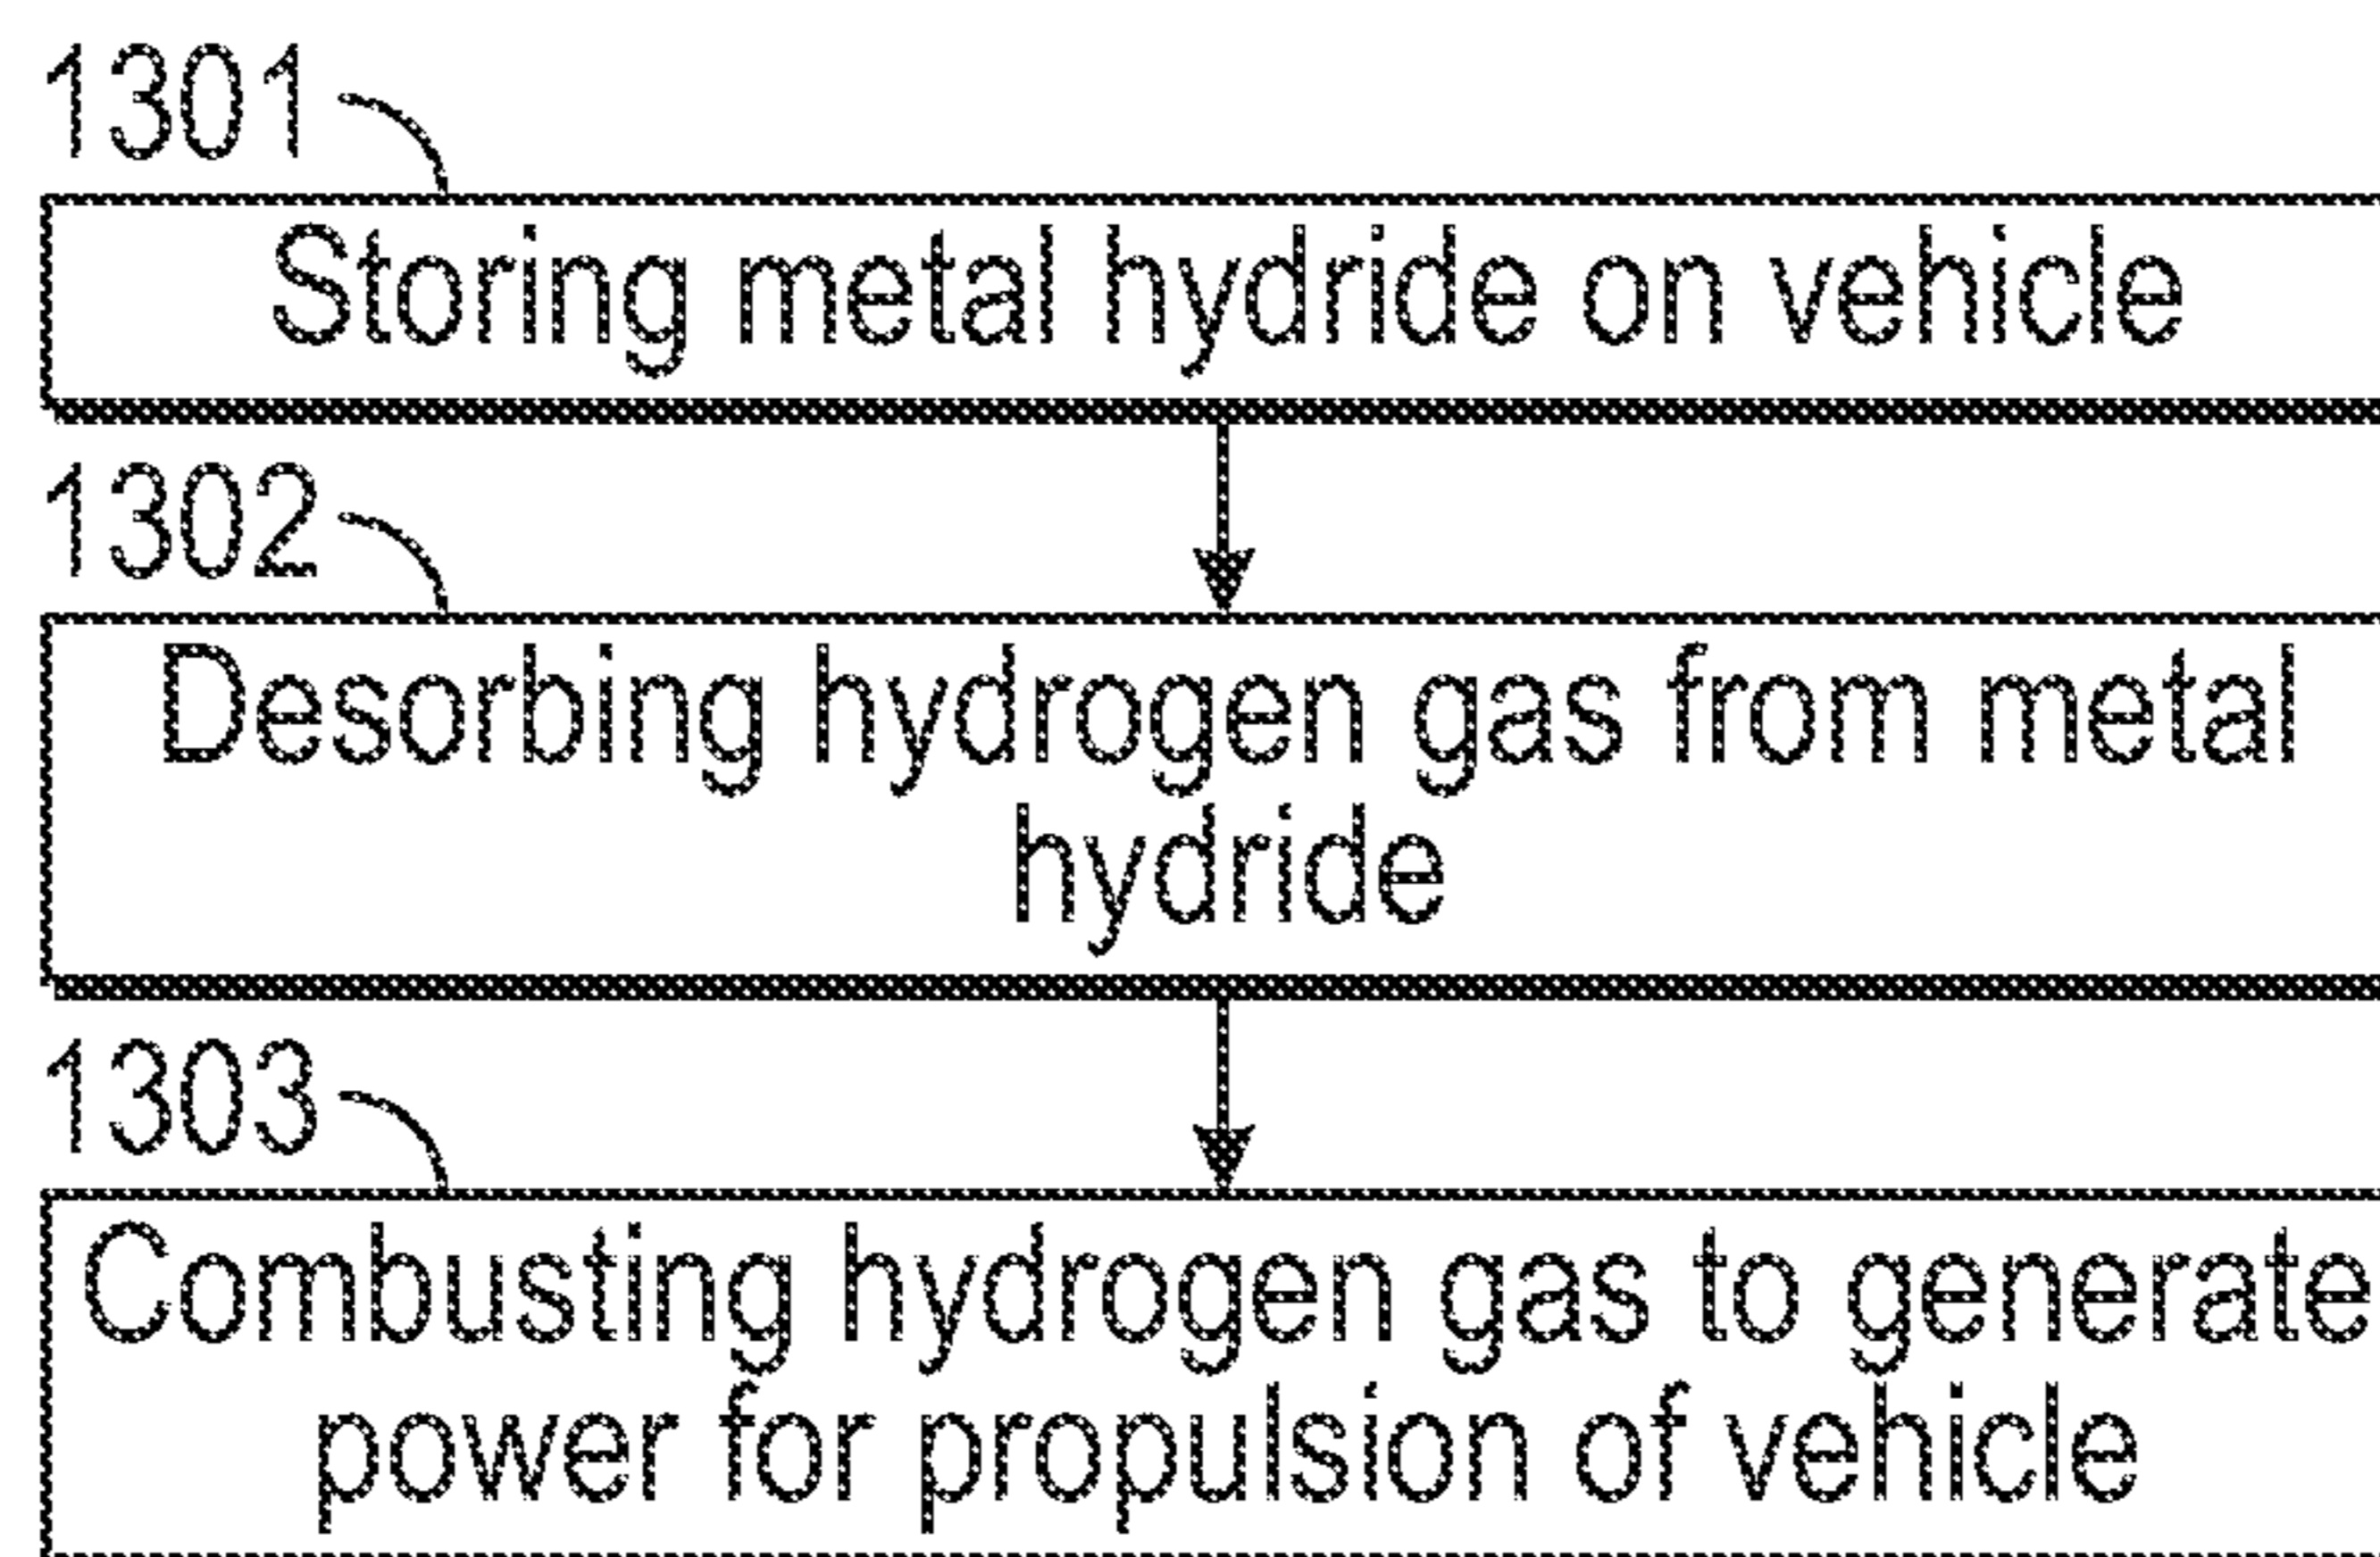 1301
Storing metal hydride on vehicle
1302
Desorbing hydrogen gas from metal
hydride
1303
Combusting hydrogen gas to generate
power for propulsion of vehicle